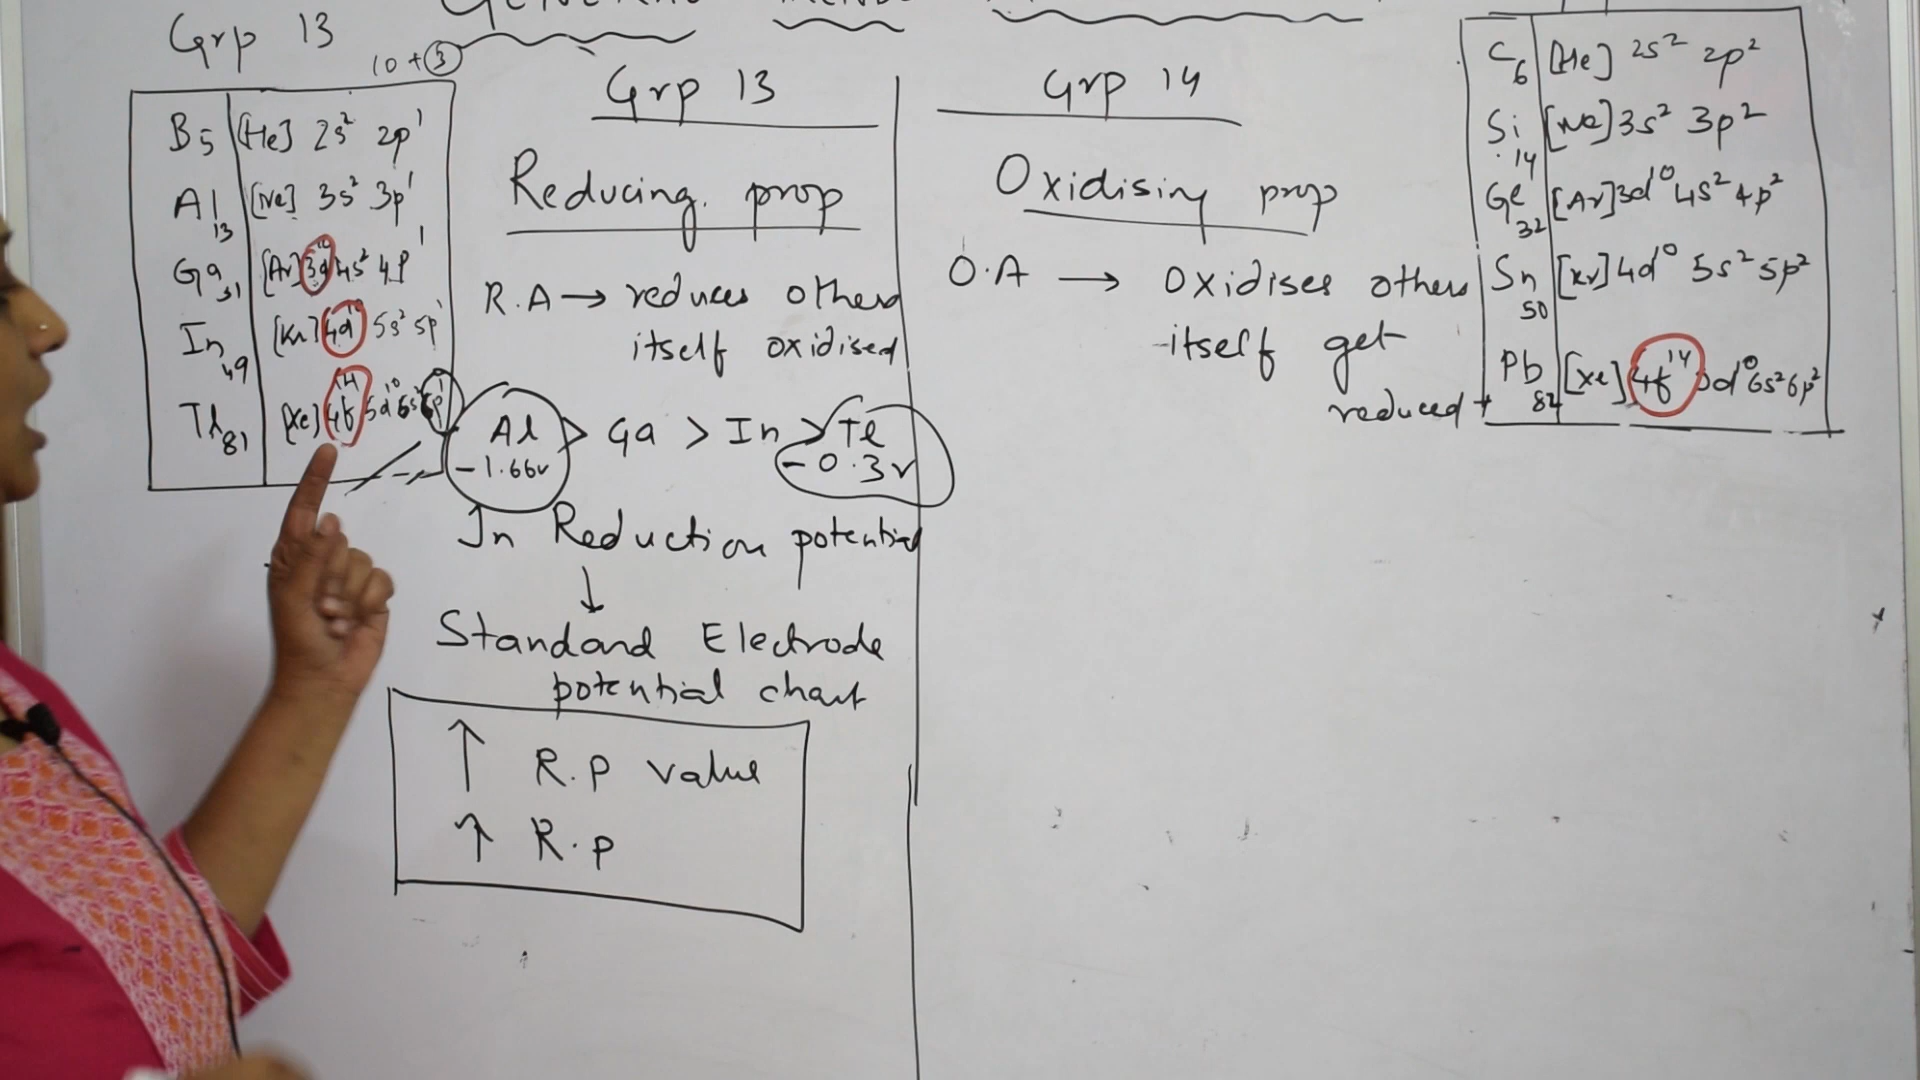 GENERAL TRENDS
Grp 13
10 + 3
B 5 [He] 2s² 2p¹
Al 13 [Ne] 3s² 3p¹
Ga 31 [Ar] 3d¹⁰ 4s² 4p¹
In 49 [Kr] 4d¹⁰ 5s² 5p¹
Tl 81 [Xe] 4f¹⁴ 5d¹⁰ 6s² 6p¹
Grp 13
Reducing prop
R.A → reduces others
itself oxidised
Al > Ga > In > Tl
-1.66v -0.3v
In Reduction potential
↓
Standard Electrode
potential chart
↑ R.p value
↑ R.p
Grp 14
Oxidising prop
O.A → Oxidises others
itself get
reduced
C 6 [He] 2s² 2p²
Si 14 [Ne] 3s² 3p²
Ge 32 [Ar] 3d¹⁰ 4s² 4p²
Sn 50 [Kr] 4d¹⁰ 5s² 5p²
Pb 82 [Xe] 4f¹⁴ 5d¹⁰ 6s² 6p²